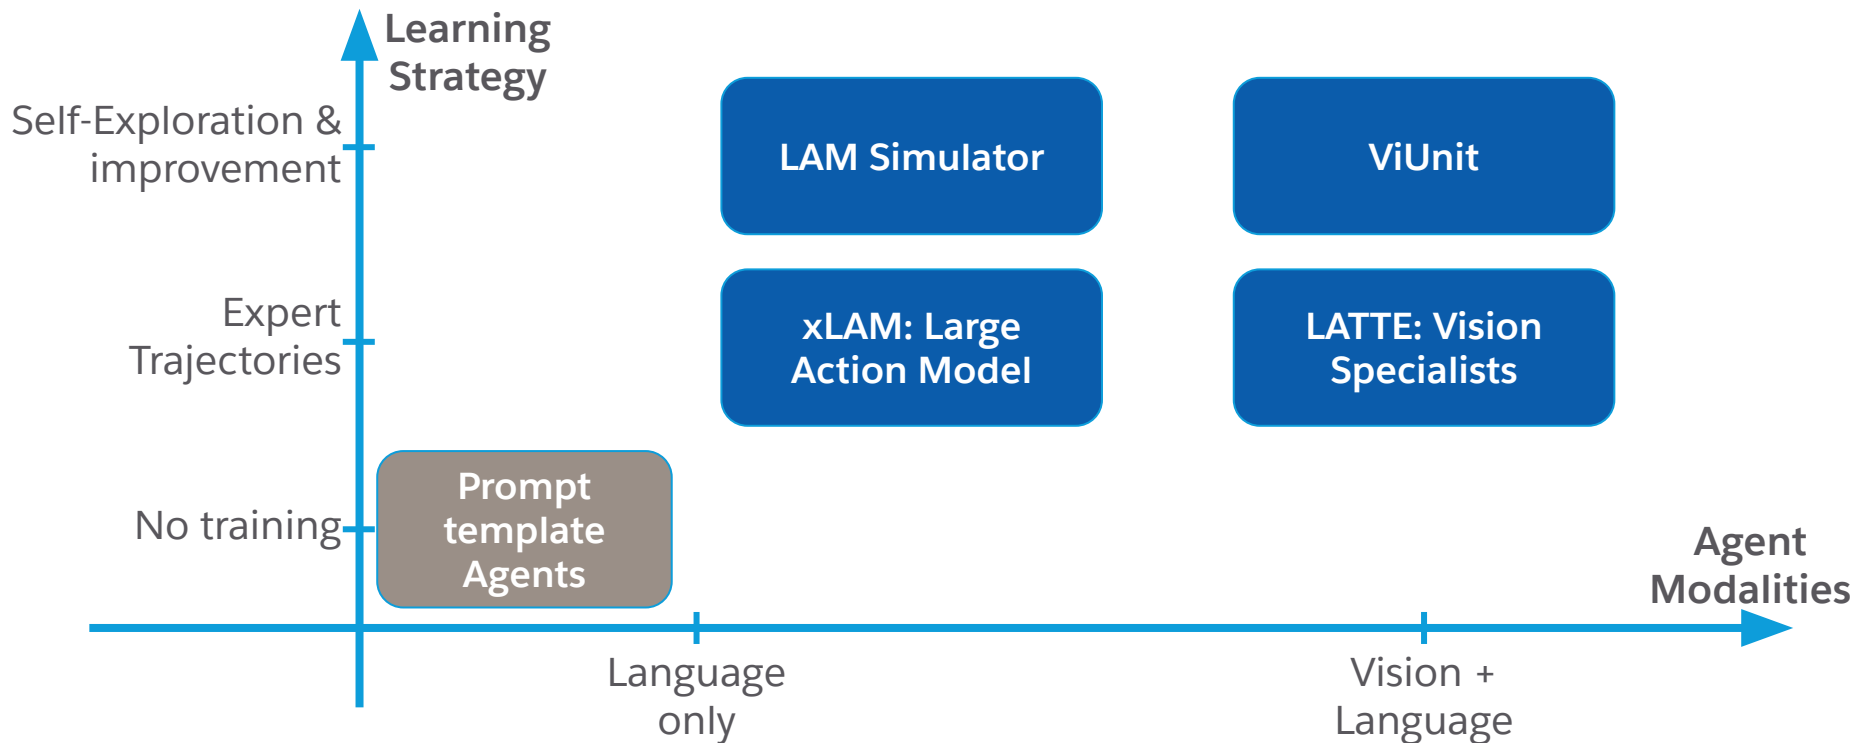 Learning
Strategy
Self-Exploration &
improvement
LAM Simulator
ViUnit
Expert
Trajectories
xLAM: Large
Action Model
LATTE: Vision
Specialists
No training
Prompt
template
Agents
Agent
Modalities
Language
only
Vision +
Language